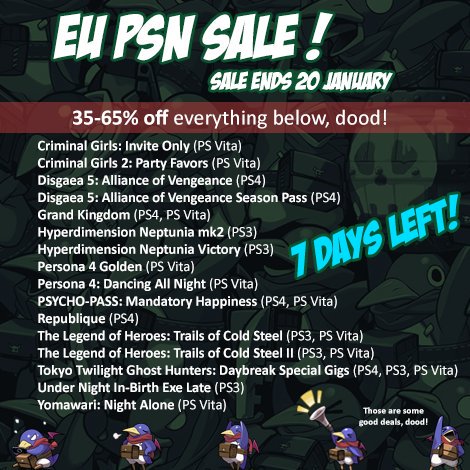 EU PSN SALE!
SALE ENDS 20 JANUARY
35-65% off everything below, dood!
Criminal Girls: Invite Only (PS Vita)
Criminal Girls 2: Party Favors (PS Vita)
Disgaea 5: Alliance of Vengeance (PS4)
Disgaea 5: Alliance of Vengeance Season Pass (PS4)
Grand Kingdom (PS4, PS Vita)
Hyperdimension Neptunia mk2 (PS3)
Hyperdimension Neptunia Victory (PS3)
Persona 4 Golden (PS Vita)
Persona 4: Dancing All Night (PS Vita)
PSYCHO-PASS: Mandatory Happiness (PS4, PS Vita)
Republique (PS4)
The Legend of Heroes: Trails of Cold Steel (PS3, PS Vita)
The Legend of Heroes: Trails of Cold Steel II (PS3, PS Vita)
Tokyo Twilight Ghost Hunters: Daybreak Special Gigs (PS4, PS3, PS Vita)
Under Night In-Birth Exe Late (PS3)
Yomawari: Night Alone (PS Vita)
7 DAYS LEFT!
Those are some
good deals, dood!